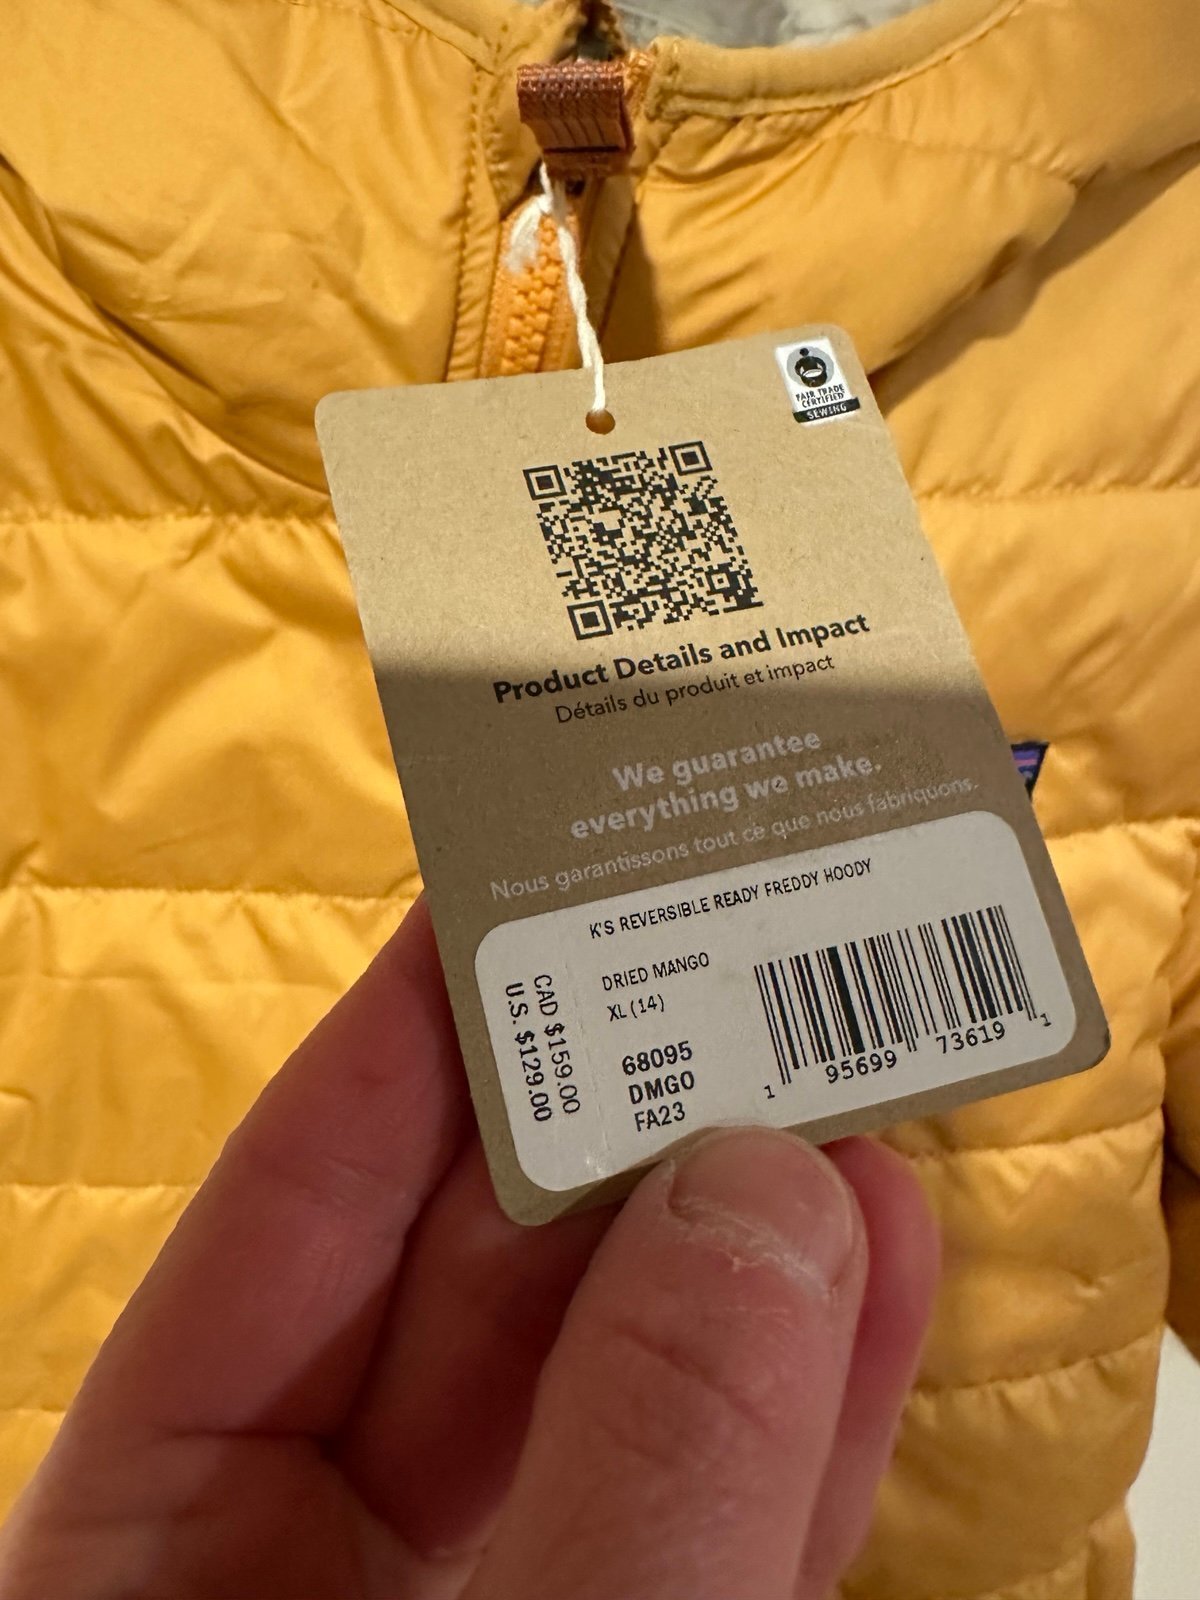 FAIR TRADE
CERTIFIED
SEWING
Product Details and Impact
Détails du produit et impact
We guarantee
everything we make.
Nous garantissons tout ce que nous fabriquons.
K'S REVERSIBLE READY FREDDY HOODY
DRIED MANGO
XL (14)
68095
DMGO
FA23
CAD $159.00
U.S. $129.00
1 95699 73619 1